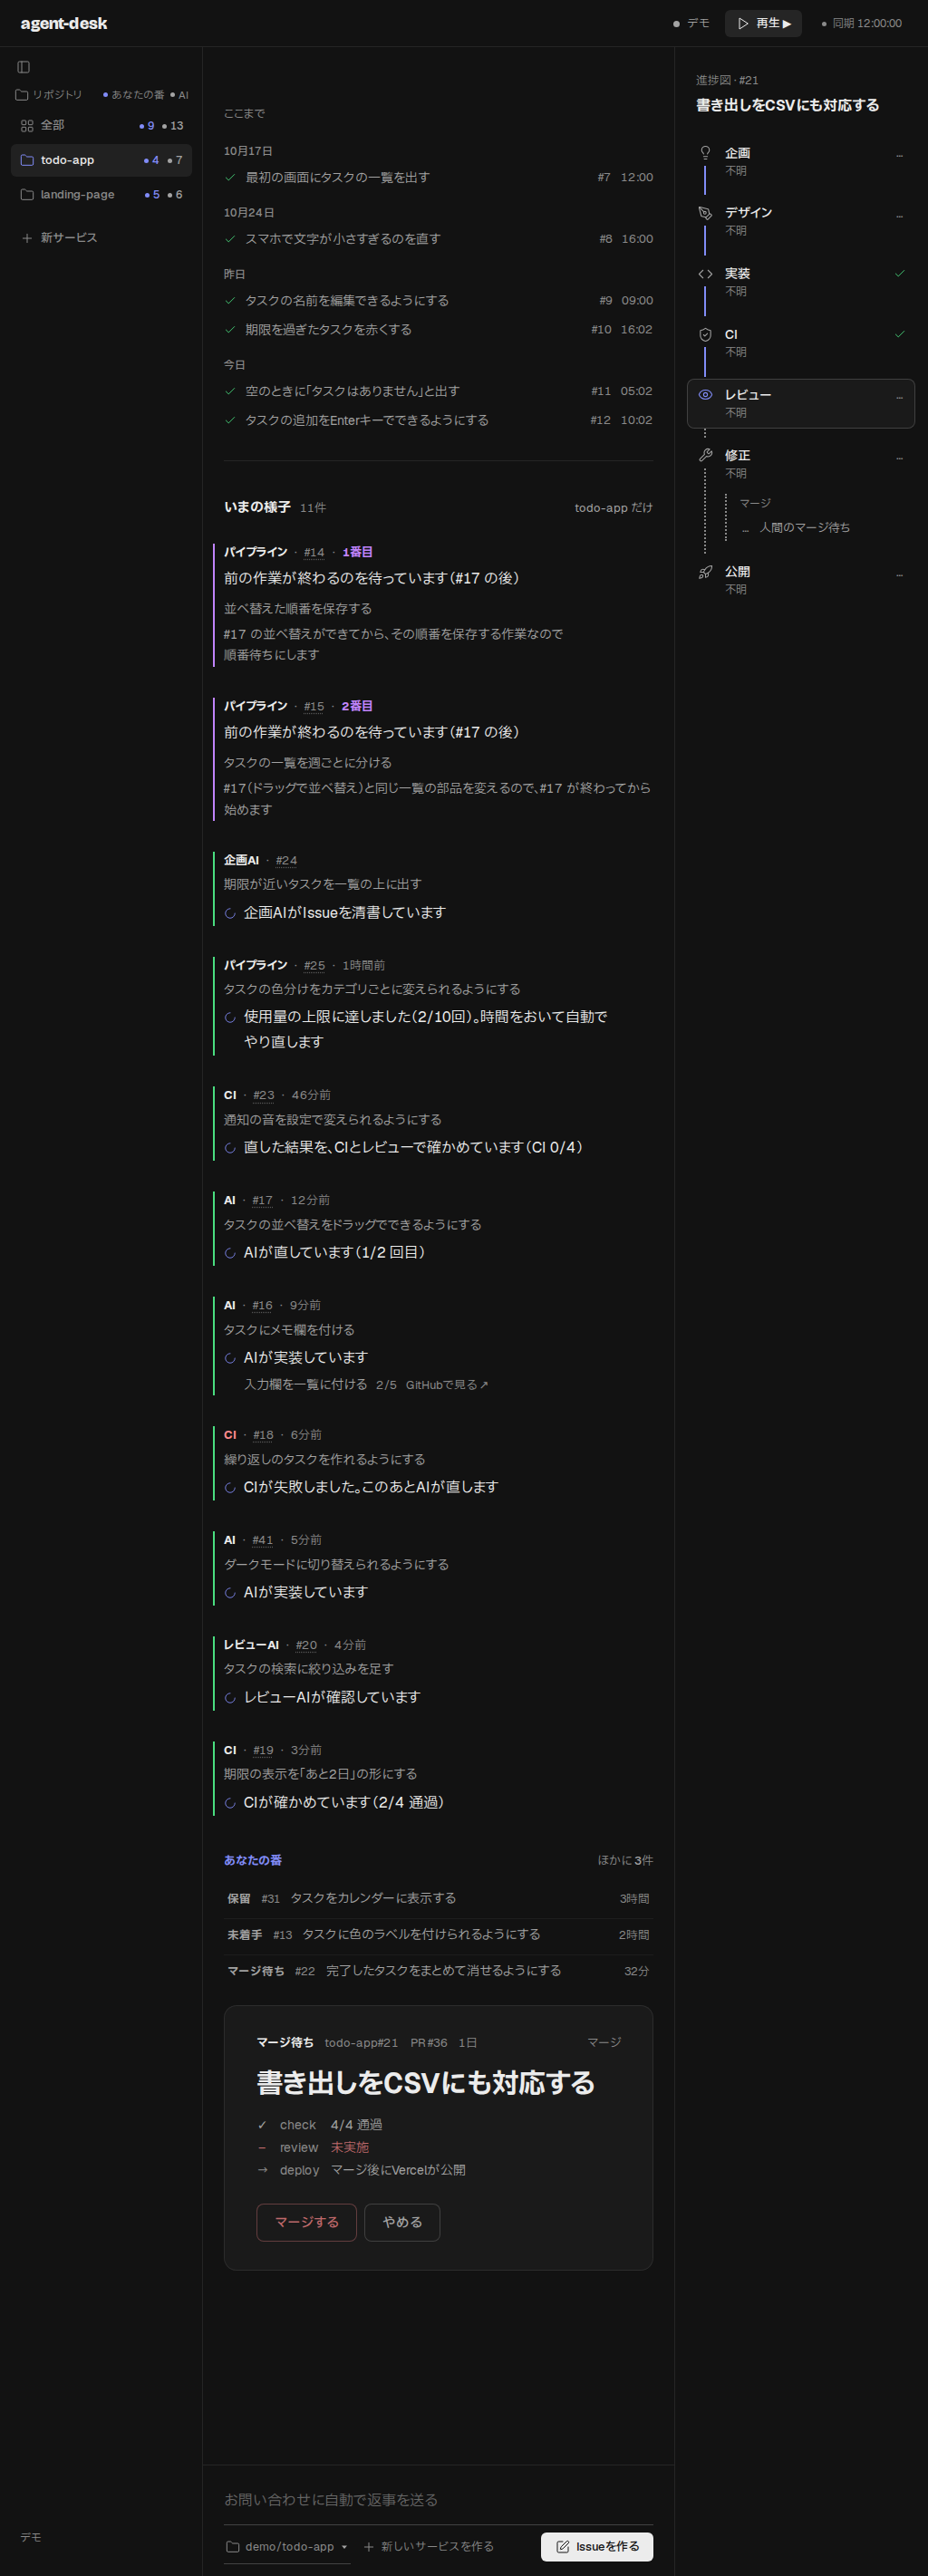 agent-desk
デモ
再生 ▶
同期 12:00:00
リポジトリ
あなたの番
AI
全部 9 13
todo-app 4 7
landing-page 5 6
新サービス
デモ
ここまで
10月17日
最初の画面にタスクの一覧を出す #7 12:00
10月24日
スマホで文字が小さすぎるのを直す #8 16:00
昨日
タスクの名前を編集できるようにする #9 09:00
期限を過ぎたタスクを赤くする #10 16:02
今日
空のときに「タスクはありません」と出す #11 05:02
タスクの追加をEnterキーでできるようにする #12 10:02
いまの様子 11件 todo-app だけ
パイプライン · #14 · 1番目
前の作業が終わるのを待っています(#17 の後)
並べ替えた順番を保存する
#17 の並べ替えができてから、その順番を保存する作業なので
順番待ちにします
パイプライン · #15 · 2番目
前の作業が終わるのを待っています(#17 の後)
タスクの一覧を週ごとに分ける
#17(ドラッグで並べ替え)と同じ一覧の部品を変えるので、#17 が終わってから
始めます
企画AI · #24
期限が近いタスクを一覧の上に出す
企画AIがIssueを清書しています
パイプライン · #25 · 1時間前
タスクの色分けをカテゴリごとに変えられるようにする
使用量の上限に達しました(2/10回)。時間をおいて自動で
やり直します
CI · #23 · 46分前
通知の音を設定で変えられるようにする
直した結果を、CIとレビューで確かめています(CI 0/4)
AI · #17 · 12分前
タスクの並べ替えをドラッグでできるようにする
AIが直しています(1/2 回目)
AI · #16 · 9分前
タスクにメモ欄を付ける
AIが実装しています
入力欄を一覧に付ける 2/5 GitHubで見る ↗
CI · #18 · 6分前
繰り返しのタスクを作れるようにする
CIが失敗しました。このあとAIが直します
AI · #41 · 5分前
ダークモードに切り替えられるようにする
AIが実装しています
レビューAI · #20 · 4分前
タスクの検索に絞り込みを足す
レビューAIが確認しています
CI · #19 · 3分前
期限の表示を「あと2日」の形にする
CIが確かめています(2/4 通過)
あなたの番 ほかに 3件
保留 #31 タスクをカレンダーに表示する 3時間
未着手 #13 タスクに色のラベルを付けられるようにする 2時間
マージ待ち #22 完了したタスクをまとめて消せるようにする 32分
マージ待ち todo-app#21 PR#36 1日 マージ
書き出しをCSVにも対応する
✓ check 4/4 通過
– review 未実施
→ deploy マージ後にVercelが公開
マージする
やめる
お問い合わせに自動で返事を送る
demo/todo-app
新しいサービスを作る
Issueを作る
進捗図 · #21
書き出しをCSVにも対応する
企画 …
不明
デザイン …
不明
実装 ✓
不明
CI ✓
不明
レビュー …
不明
修正 …
不明
マージ
… 人間のマージ待ち
公開 …
不明